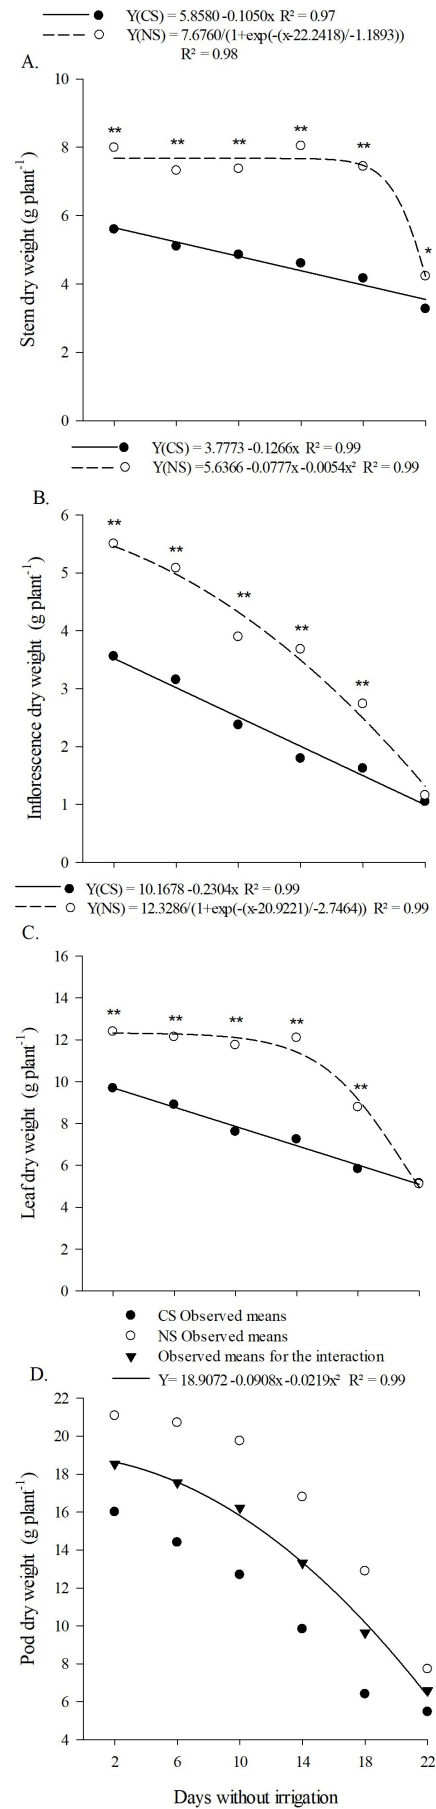 Y(CS) = 5.8580 -0.1050x R² = 0.97
Y(NS) = 7.6760/(1+exp(-(x-22.2418)/-1.1893))
R² = 0.98
A.
10
8
6
4
2
0
Stem dry weight (g plant⁻¹)
** ** ** ** ** *
Y(CS) = 3.7773 -0.1266x R² = 0.99
Y(NS) =5.6366 -0.0777x -0.0054x² R² = 0.99
B.
6
5
4
3
2
1
0
Inflorescence dry weight (g plant⁻¹)
** ** ** ** **
Y(CS) = 10.1678 -0.2304x R² = 0.99
Y(NS) = 12.3286/(1+exp(-(x-20.9221)/-2.7464)) R² = 0.99
C.
16
14
12
10
8
6
4
2
0
Leaf dry weight (g plant⁻¹)
** ** ** ** **
CS Observed means
NS Observed means
Observed means for the interaction
D.
Y= 18.9072 -0.0908x -0.0219x² R² = 0.99
22
20
18
16
14
12
10
8
6
4
Pod dry weight (g plant⁻¹)
2 6 10 14 18 22
Days without irrigation